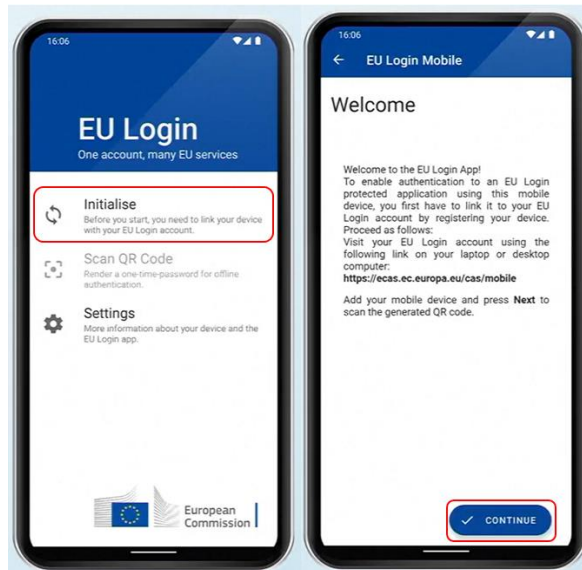 16:06
EU Login
One account, many EU services
Initialise
Before you start, you need to link your device
with your EU Login account.
Scan QR Code
Render a one-time-password for offline
authentication.
Settings
More information about your device and the
EU Login app.
European
Commission
16:06
EU Login Mobile
Welcome
Welcome to the EU Login App!
To enable authentication to an EU Login
protected application using this mobile
device, you first have to link it to your EU
Login account by registering your device.
Proceed as follows:
Visit your EU Login account using the
following link on your laptop or desktop
computer:
https://ecas.ec.europa.eu/cas/mobile
Add your mobile device and press Next to
scan the generated QR code.
CONTINUE